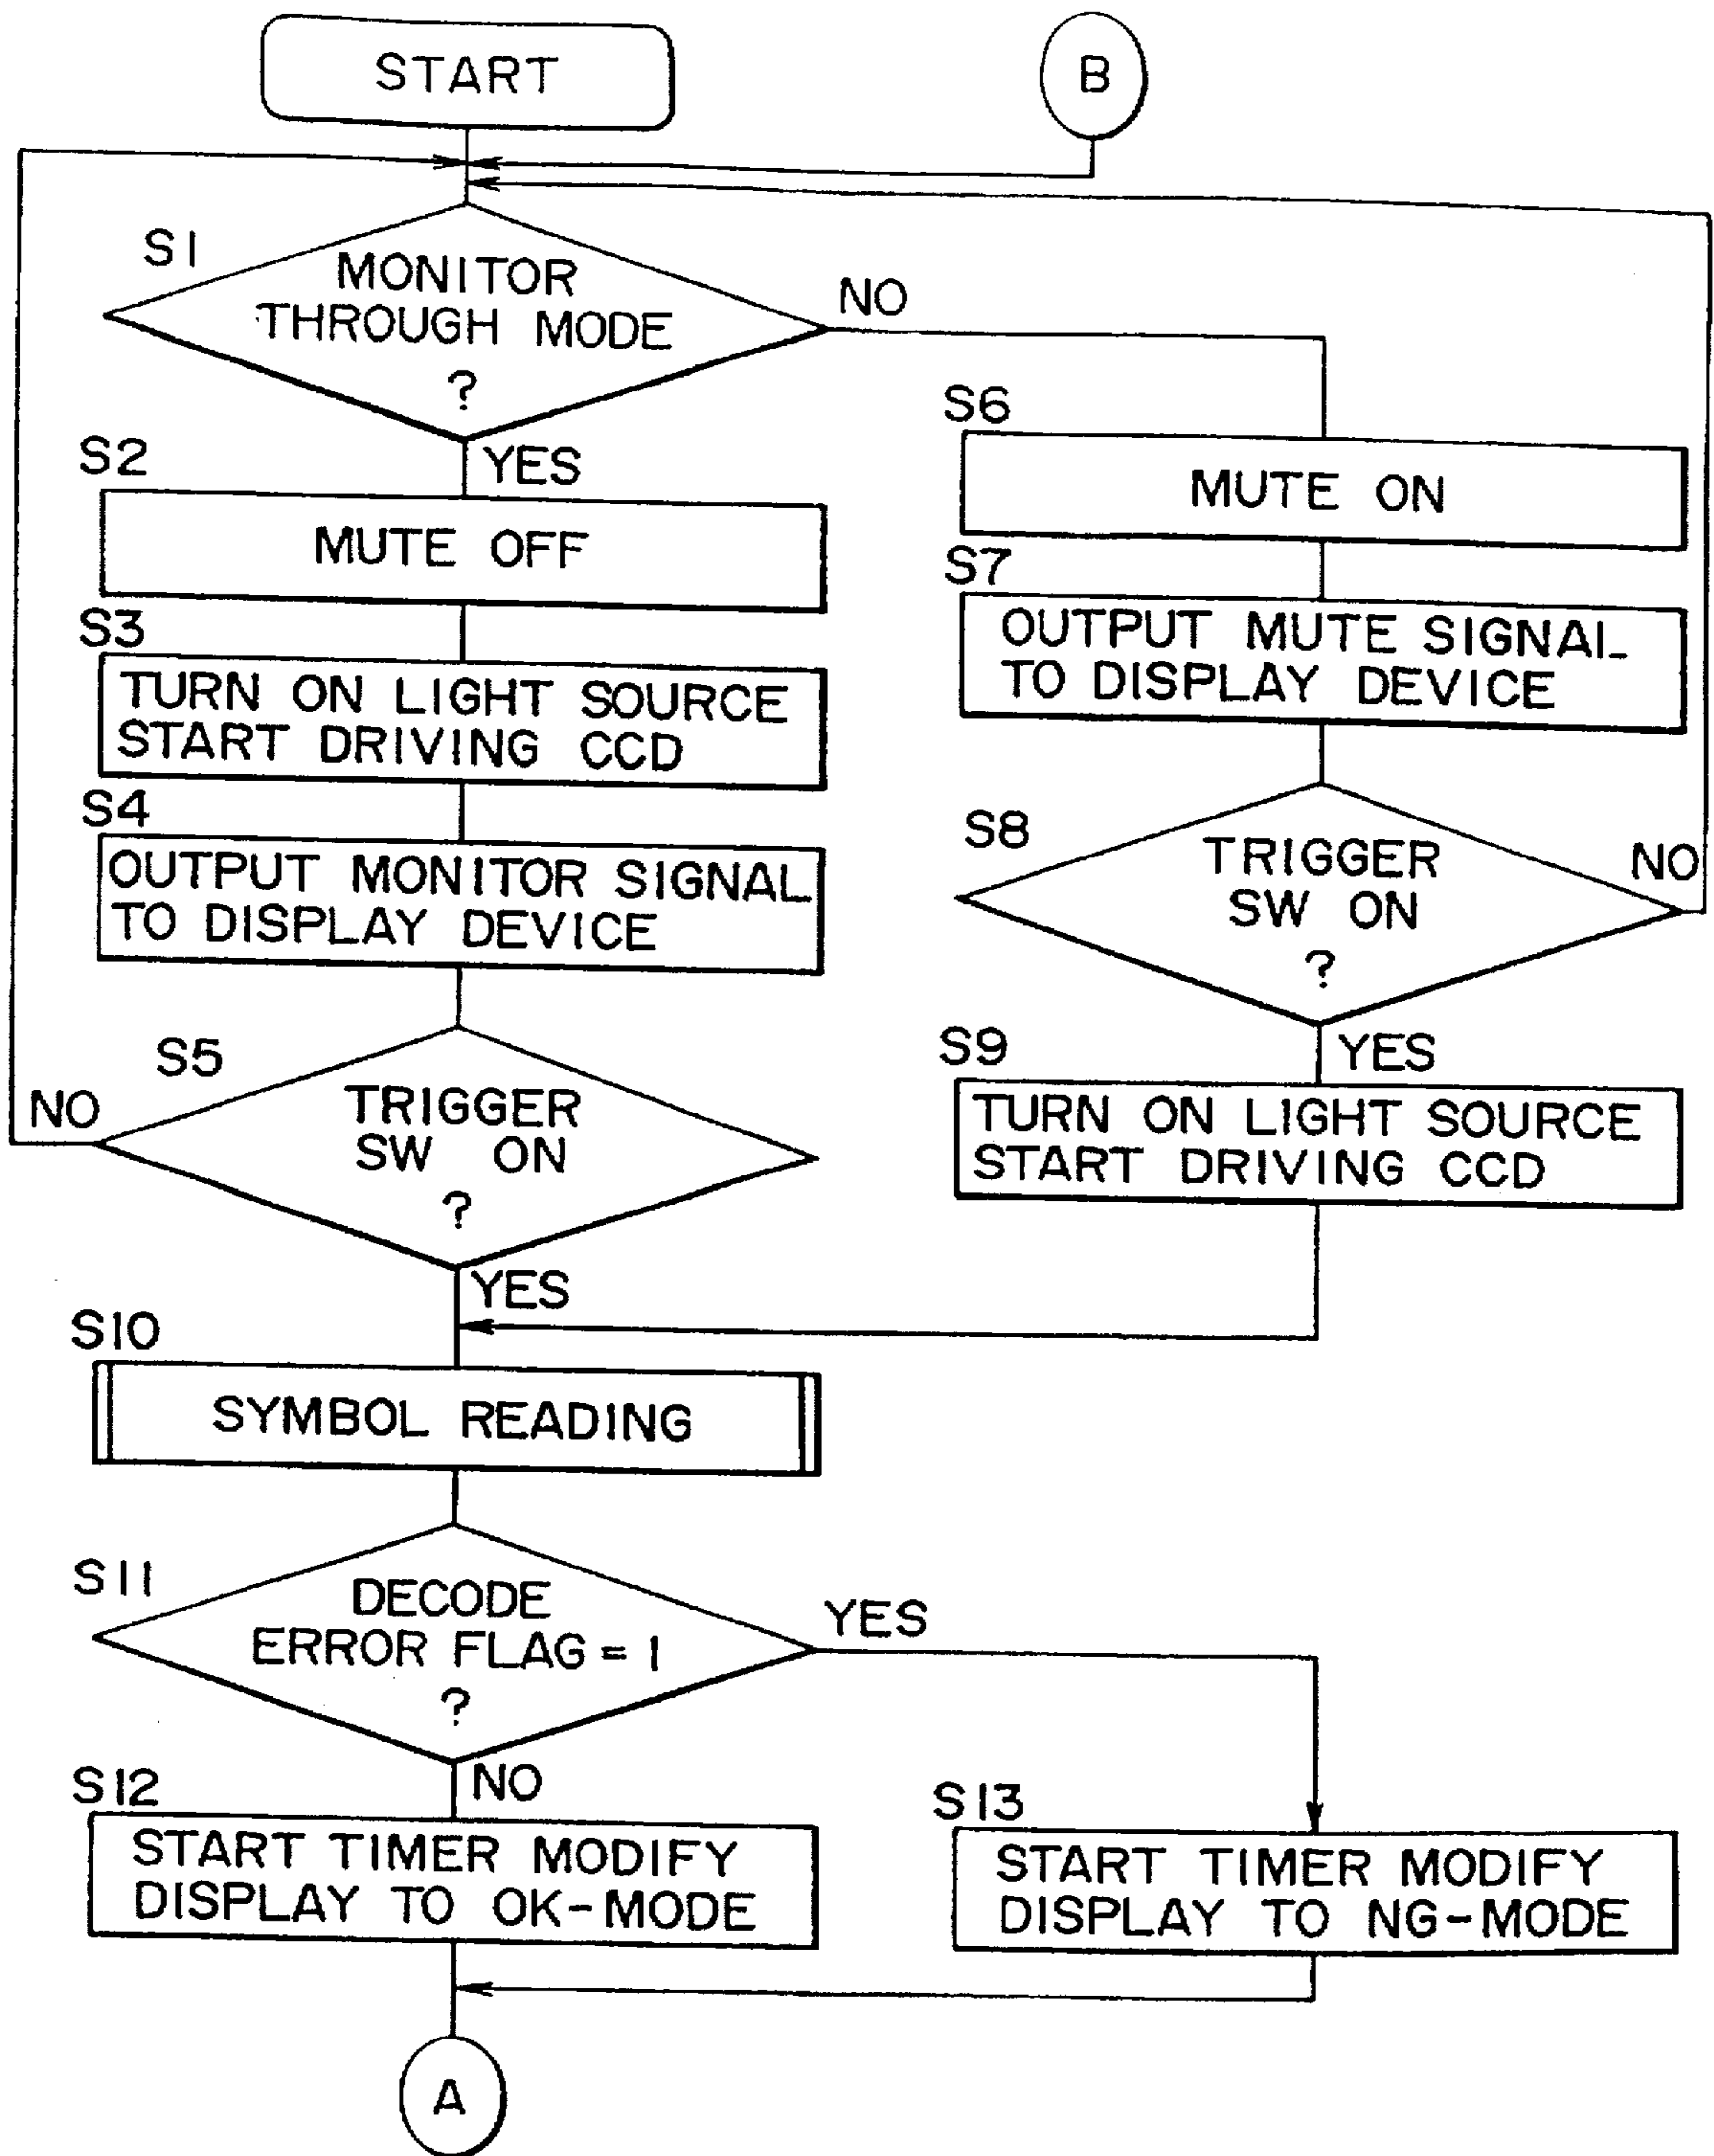 START
B
S1
MONITOR
THROUGH MODE
?
NO
YES
S2
MUTE OFF
S3
TURN ON LIGHT SOURCE
START DRIVING CCD
S4
OUTPUT MONITOR SIGNAL
TO DISPLAY DEVICE
S5
TRIGGER
SW ON
?
NO
YES
S6
MUTE ON
S7
OUTPUT MUTE SIGNAL
TO DISPLAY DEVICE
S8
TRIGGER
SW ON
?
NO
YES
S9
TURN ON LIGHT SOURCE
START DRIVING CCD
S10
SYMBOL READING
S11
DECODE
ERROR FLAG = 1
?
YES
NO
S12
START TIMER MODIFY
DISPLAY TO OK-MODE
S13
START TIMER MODIFY
DISPLAY TO NG-MODE
A